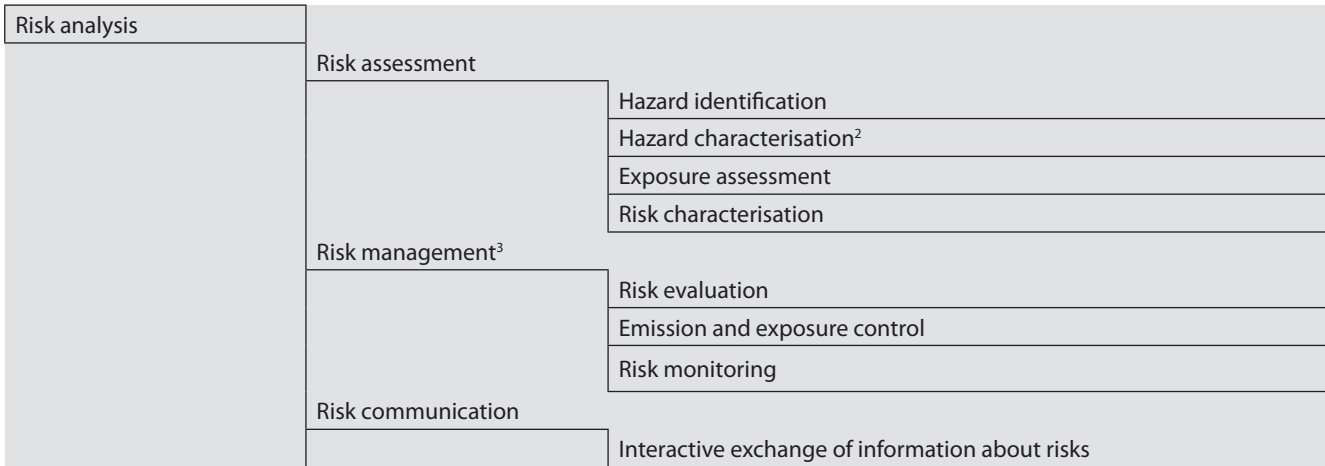 Risk analysis
Risk assessment
Hazard identification
Hazard characterisation²
Exposure assessment
Risk characterisation
Risk management³
Risk evaluation
Emission and exposure control
Risk monitoring
Risk communication
Interactive exchange of information about risks